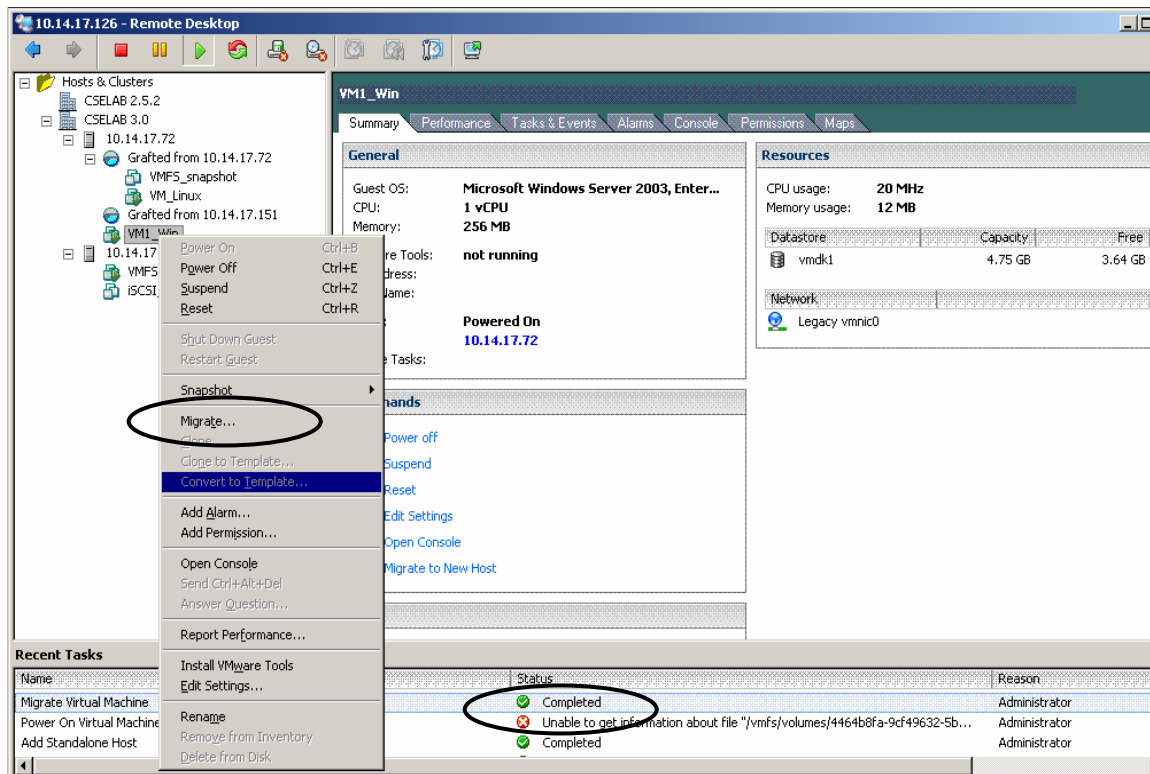 10.14.17.126 - Remote Desktop
Hosts & Clusters
CSELAB 2.5.2
CSELAB 3.0
10.14.17.72
Grafted from 10.14.17.72
VMFS_snapshot
VM_Linux
Grafted from 10.14.17.151
VM1_Win
10.14.17
VMFS
iSCSI
Power On Ctrl+B
Power Off Ctrl+E
Suspend Ctrl+Z
Reset Ctrl+R
Shut Down Guest
Restart Guest
Snapshot
Migrate...
Clone
Clone to Template...
Convert to Template...
Add Alarm...
Add Permission...
Open Console
Send Ctrl+Alt+Del
Answer Question...
Report Performance...
Install VMware Tools
Edit Settings...
Rename
Remove from Inventory
Delete from Disk
VM1_Win
Summary Performance Tasks & Events Alarms Console Permissions Maps
General
Guest OS: Microsoft Windows Server 2003, Enter...
CPU: 1 vCPU
Memory: 256 MB
re Tools: not running
dress:
Name:
Powered On
10.14.17.72
e Tasks:
ands
Power off
Suspend
Reset
Edit Settings
Open Console
Migrate to New Host
Resources
CPU usage: 20 MHz
Memory usage: 12 MB
Datastore Capacity Free
vmdk1 4.75 GB 3.64 GB
Network
Legacy vmnic0
Recent Tasks
Name Status Reason
Migrate Virtual Machine Completed Administrator
Power On Virtual Machine Unable to get information about file "/vmfs/volumes/4464b8fa-9cf49632-5b... Administrator
Add Standalone Host Completed Administrator